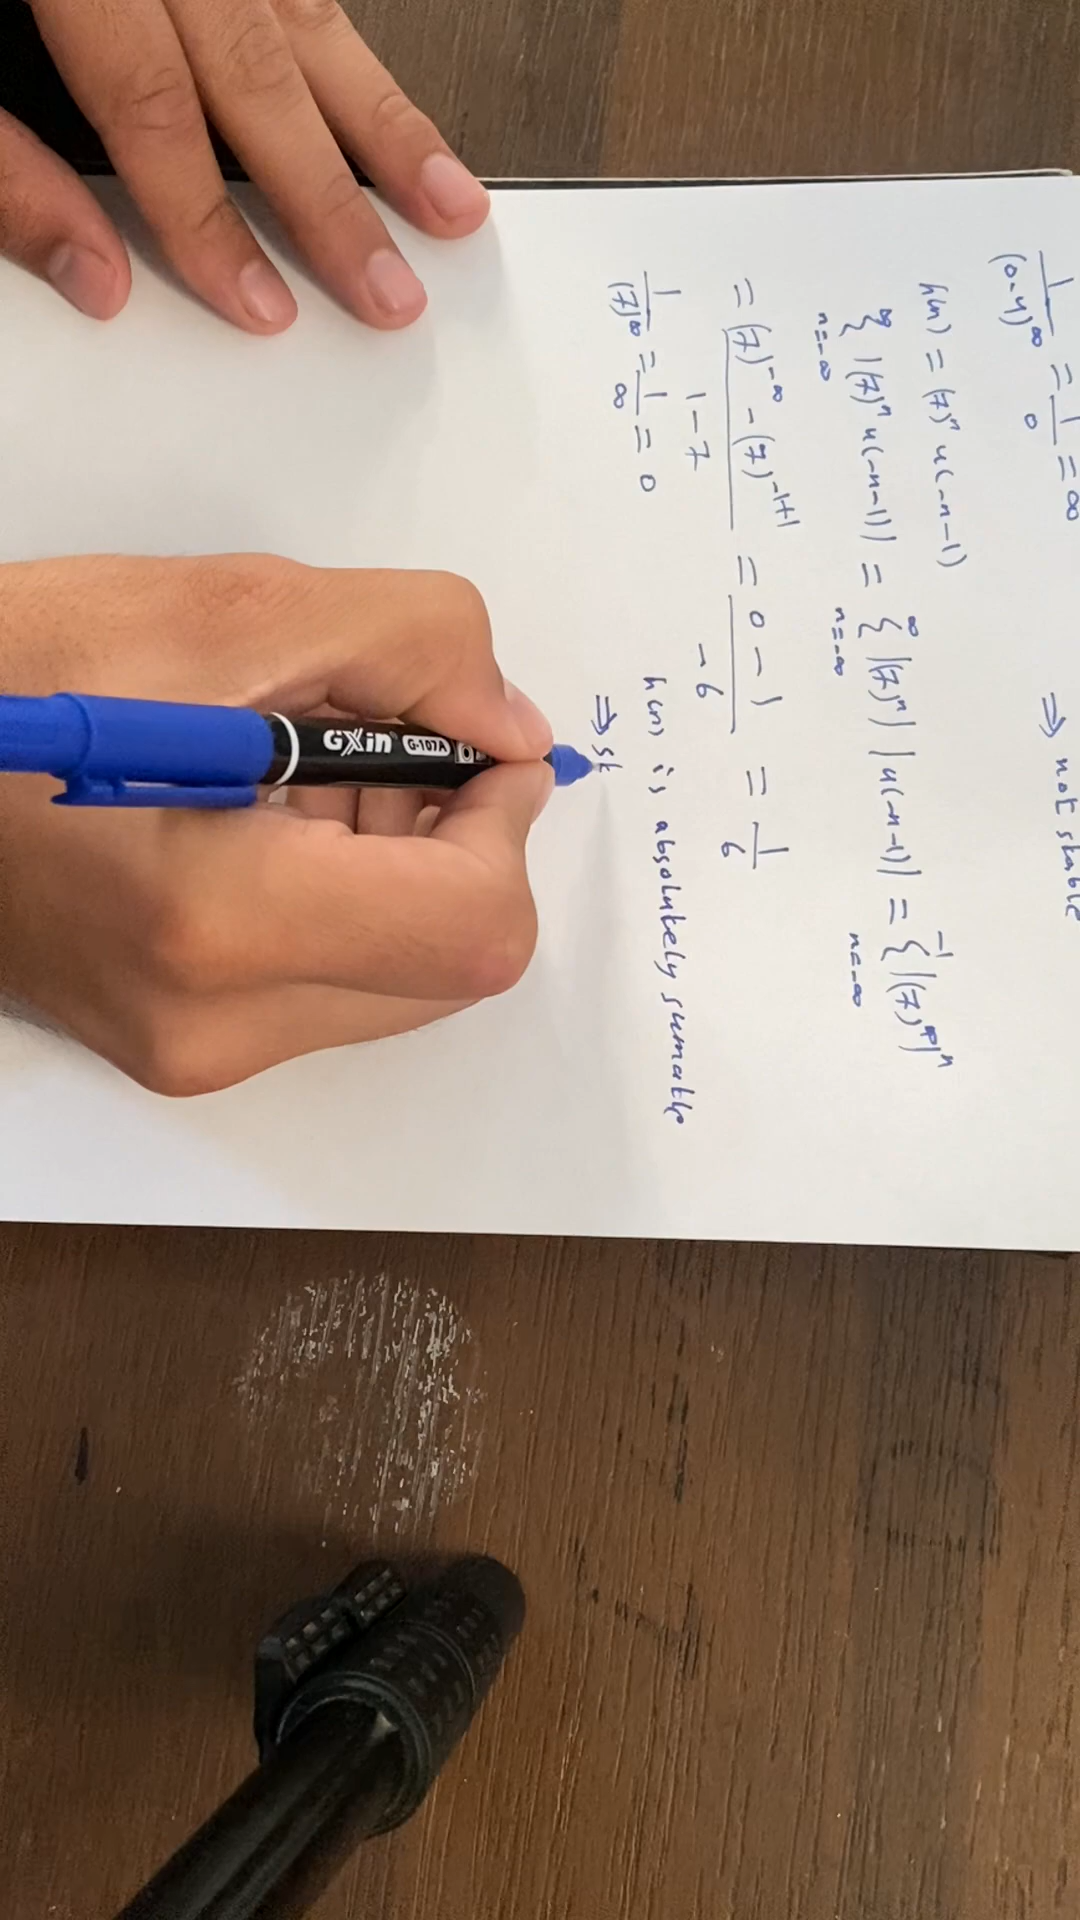 1/(0.4)^∞ = 1/0 = ∞ ⇒ not stable
h(n) = (7)^n u(-n-1)
∞ Σ n=-∞ |(7)^n u(-n-1)| = ∞ Σ n=-∞ |(7)^n| |u(-n-1)| = -1 Σ n=-∞ |(7)|^n
= (7)^-∞ - (7)^-1+1 / 1-7 = 0-1 / -6 = 1/6
1/(7)^∞ = 1/∞ = 0
h(n) is absolutely sumable
⇒ st
GXin G-107A